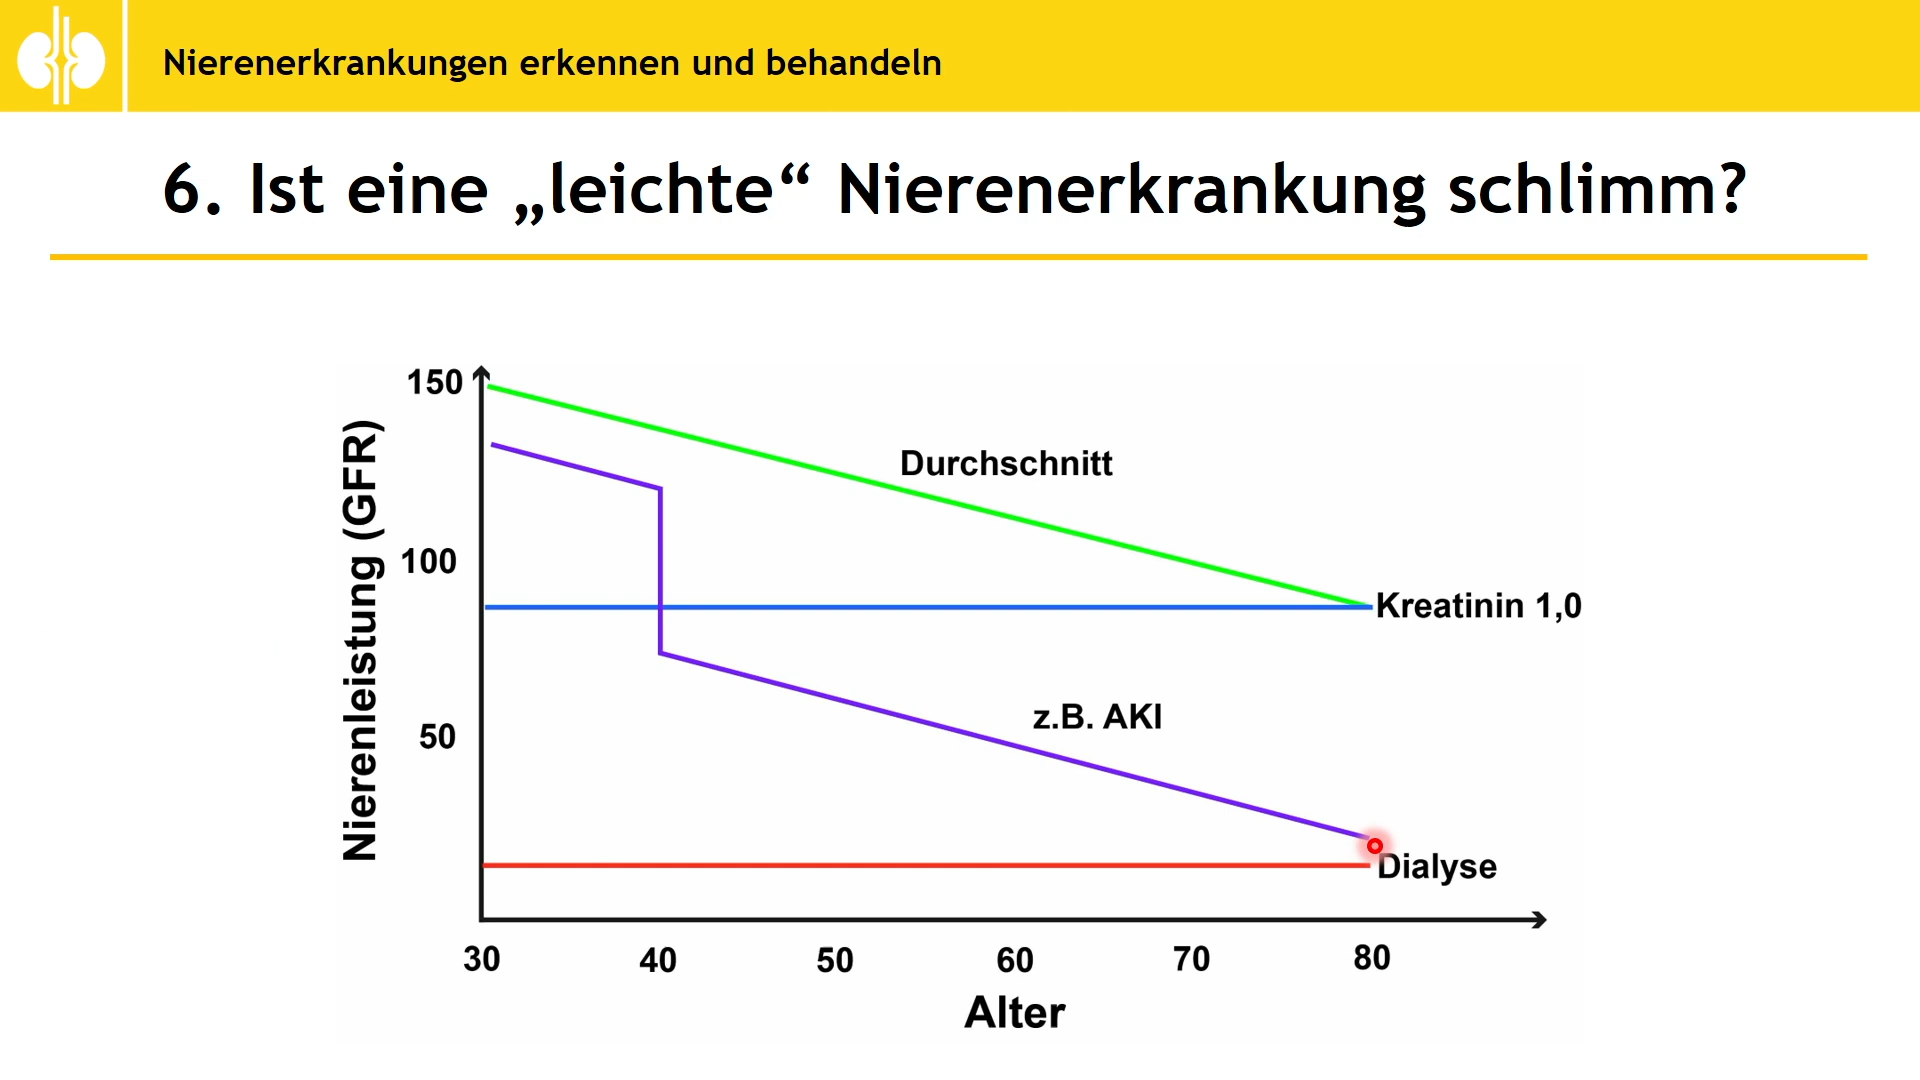 Nierenerkrankungen erkennen und behandeln
6. Ist eine „leichte“ Nierenerkrankung schlimm?
150
Nierenleistung (GFR)
Durchschnitt
100
Kreatinin 1,0
z.B. AKI
50
Dialyse
30 40 50 60 70 80
Alter